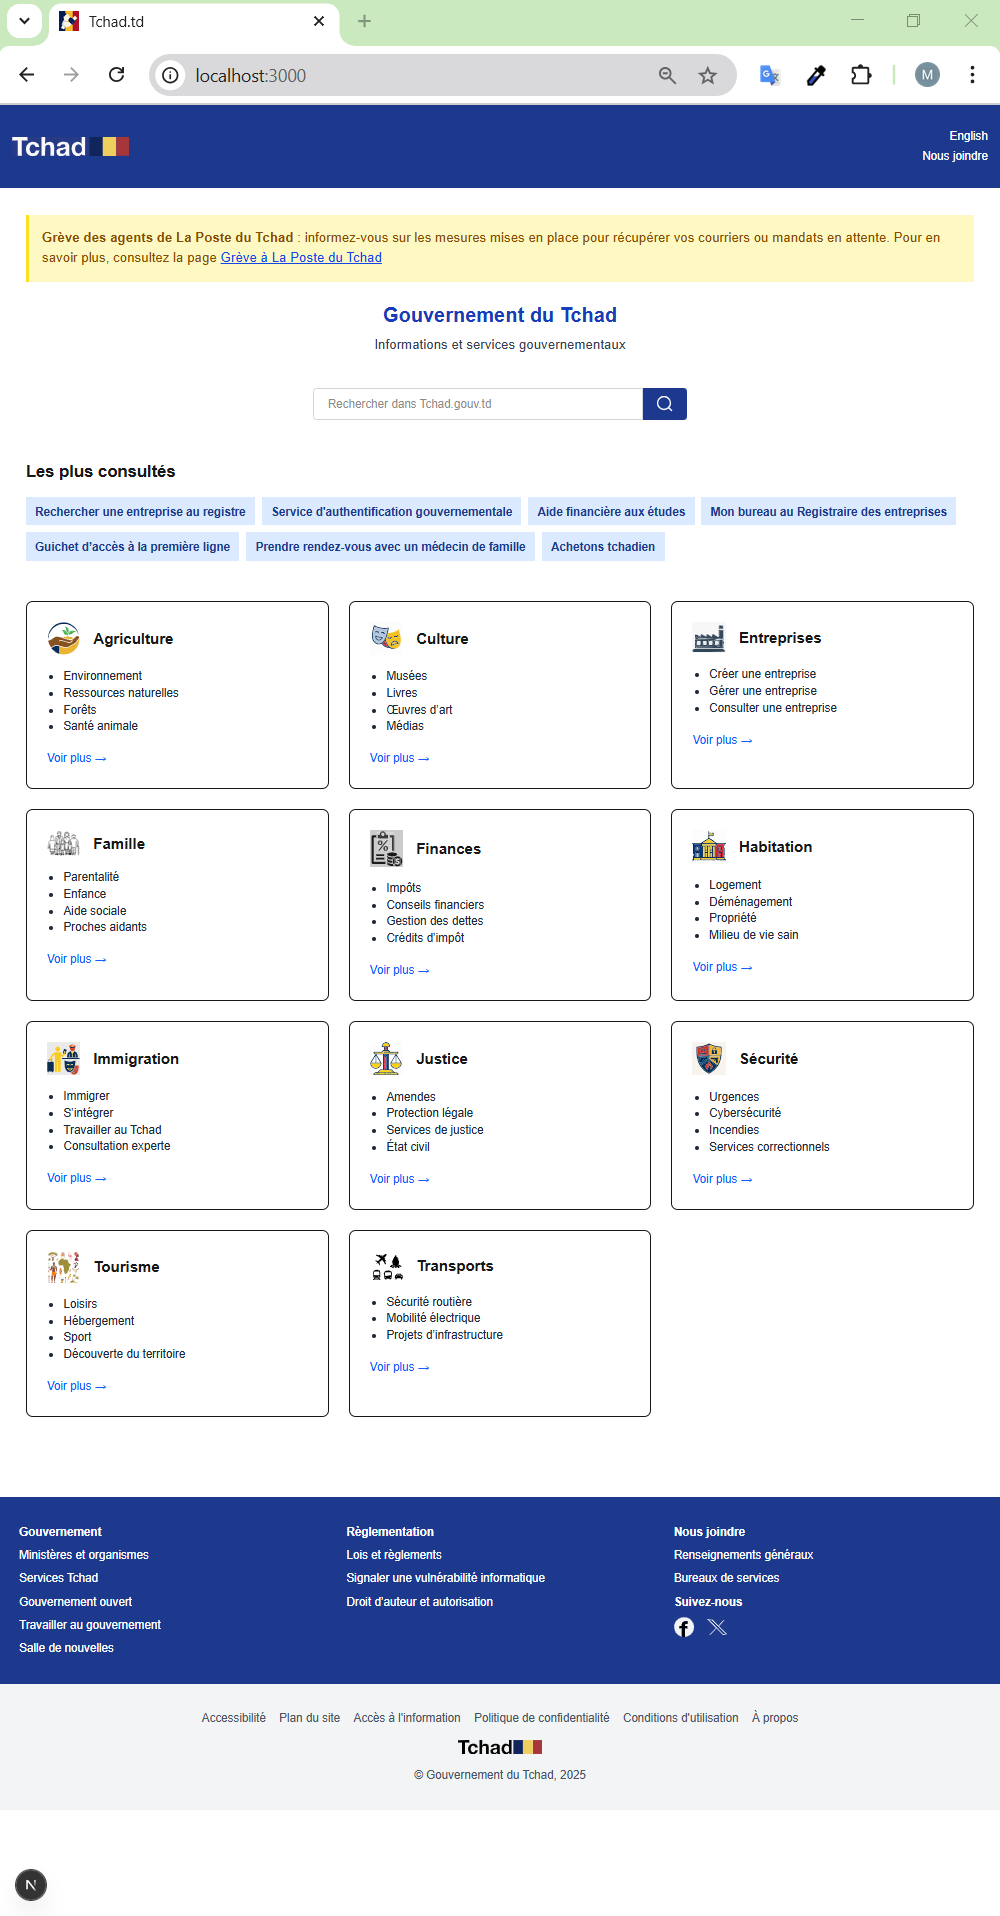 Tchad.td
localhost:3000
M
Tchad
English
Nous joindre
Grève des agents de La Poste du Tchad : informez-vous sur les mesures mises en place pour récupérer vos courriers ou mandats en attente. Pour en
savoir plus, consultez la page Grève à La Poste du Tchad
Gouvernement du Tchad
Informations et services gouvernementaux
Rechercher dans Tchad.gouv.td
Les plus consultés
Rechercher une entreprise au registre
Service d'authentification gouvernementale
Aide financière aux études
Mon bureau au Registraire des entreprises
Guichet d'accès à la première ligne
Prendre rendez-vous avec un médecin de famille
Achetons tchadien
Agriculture
Environnement
Ressources naturelles
Forêts
Santé animale
Voir plus →
Culture
Musées
Livres
Œuvres d'art
Médias
Voir plus →
Entreprises
Créer une entreprise
Gérer une entreprise
Consulter une entreprise
Voir plus →
Famille
Parentalité
Enfance
Aide sociale
Proches aidants
Voir plus →
Finances
Impôts
Conseils financiers
Gestion des dettes
Crédits d'impôt
Voir plus →
Habitation
Logement
Déménagement
Propriété
Milieu de vie sain
Voir plus →
Immigration
Immigrer
S'intégrer
Travailler au Tchad
Consultation experte
Voir plus →
Justice
Amendes
Protection légale
Services de justice
État civil
Voir plus →
Sécurité
Urgences
Cybersécurité
Incendies
Services correctionnels
Voir plus →
Tourisme
Loisirs
Hébergement
Sport
Découverte du territoire
Voir plus →
Transports
Sécurité routière
Mobilité électrique
Projets d'infrastructure
Voir plus →
Gouvernement
Ministères et organismes
Services Tchad
Gouvernement ouvert
Travailler au gouvernement
Salle de nouvelles
Règlementation
Lois et règlements
Signaler une vulnérabilité informatique
Droit d'auteur et autorisation
Nous joindre
Renseignements généraux
Bureaux de services
Suivez-nous
Accessibilité Plan du site Accès à l'information Politique de confidentialité Conditions d'utilisation À propos
Tchad
© Gouvernement du Tchad, 2025
N